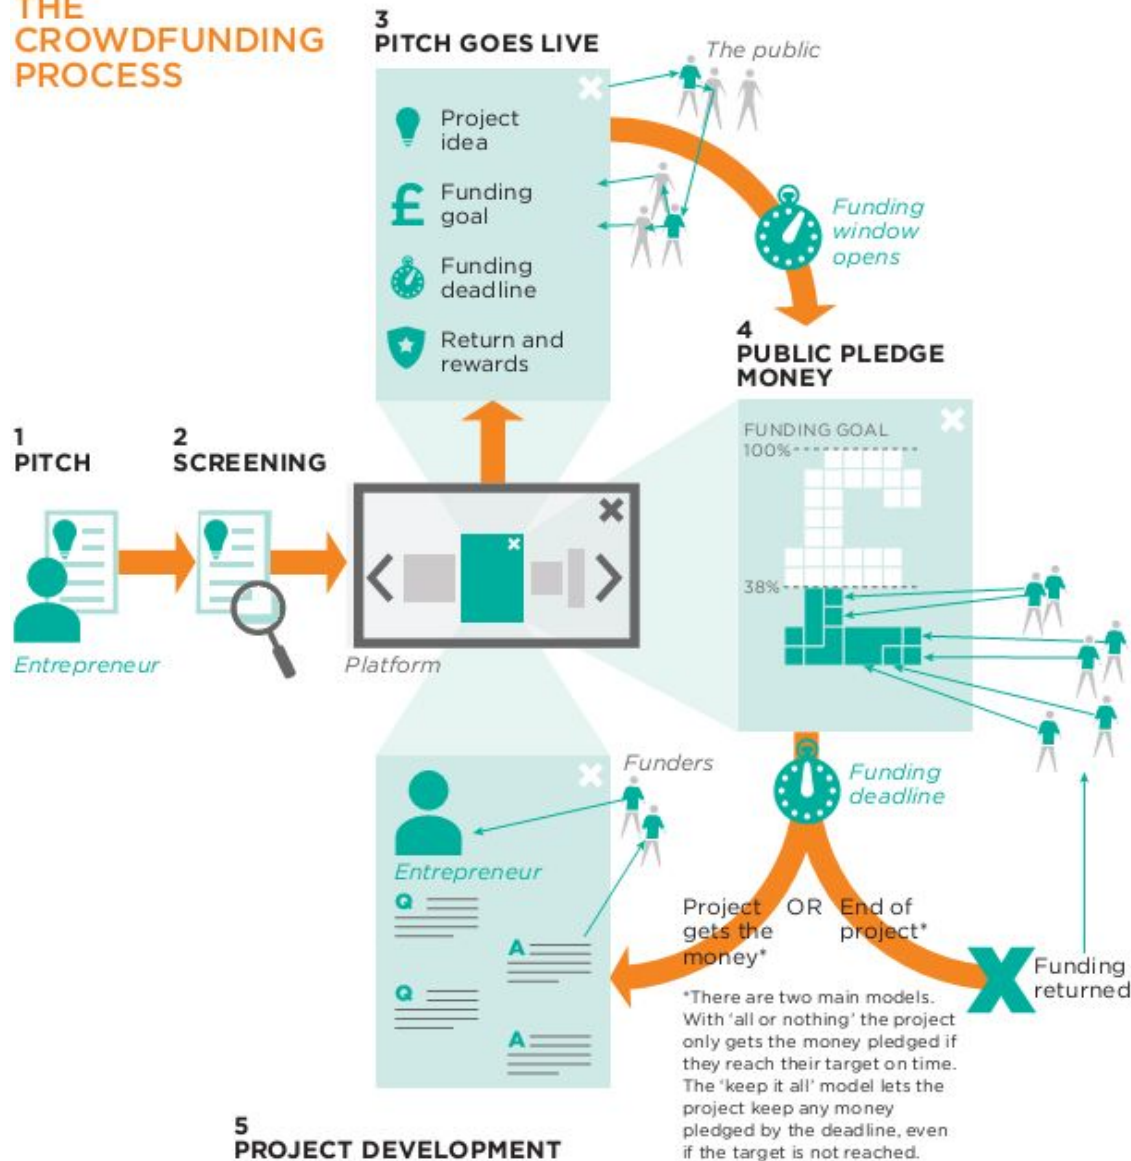 THE
CROWDFUNDING
PROCESS
3
PITCH GOES LIVE
The public
Project
idea
£
Funding
goal
Funding
deadline
Return and
rewards
Funding
window
opens
4
PUBLIC PLEDGE
MONEY
FUNDING GOAL
100%
38%
1
PITCH
2
SCREENING
Entrepreneur
Platform
Funders
Entrepreneur
Q
A
Q
A
Funding
deadline
Project
gets the
money*
OR
End of
project*
Funding
returned
*There are two main models.
With 'all or nothing' the project
only gets the money pledged if
they reach their target on time.
The 'keep it all' model lets the
project keep any money
pledged by the deadline, even
if the target is not reached.
5
PROJECT DEVELOPMENT